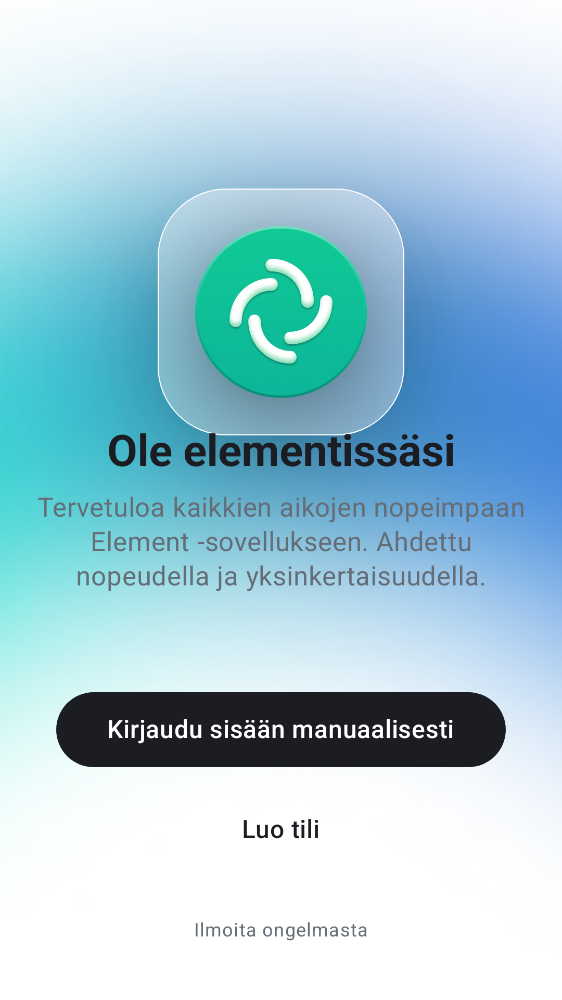 Ole elementissäsi
Tervetuloa kaikkien aikojen nopeimpaan
Element -sovellukseen. Ahdettu
nopeudella ja yksinkertaisuudella.
Kirjaudu sisään manuaalisesti
Luo tili
Ilmoita ongelmasta